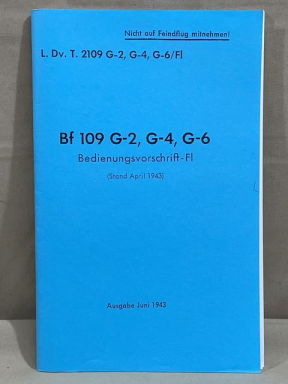 Nicht auf Feindflug mitnehmen!
L. Dv. T. 2109 G-2, G-4, G-6/Fl
Bf 109 G-2, G-4, G-6
Bedienungsvorschrift-Fl
(Stand April 1943)
Ausgabe Juni 1943